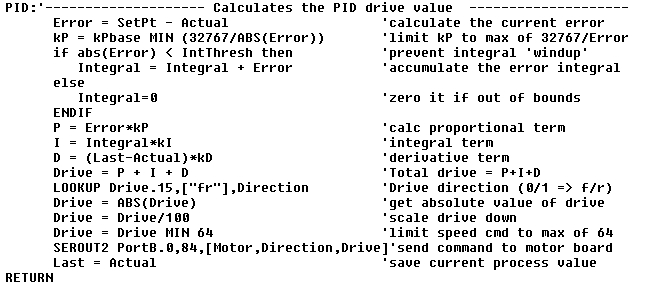 PID:'-------------------- Calculates the PID drive value --------------------
Error = SetPt - Actual 'calculate the current error
kP = kPbase MIN (32767/ABS(Error)) 'limit kP to max of 32767/Error
if abs(Error) < IntThresh then 'prevent integral 'windup'
Integral = Integral + Error 'accumulate the error integral
else
Integral=0 'zero it if out of bounds
ENDIF
P = Error*kP 'calc proportional term
I = Integral*kI 'integral term
D = (Last-Actual)*kD 'derivative term
Drive = P + I + D 'Total drive = P+I+D
LOOKUP Drive.15,["fr"],Direction 'Drive direction (0/1 => f/r)
Drive = ABS(Drive) 'get absolute value of drive
Drive = Drive/100 'scale drive down
Drive = Drive MIN 64 'limit speed cmd to max of 64
SEROUT2 PortB.0,84,[Motor,Direction,Drive]'send command to motor board
Last = Actual 'save current process value
RETURN